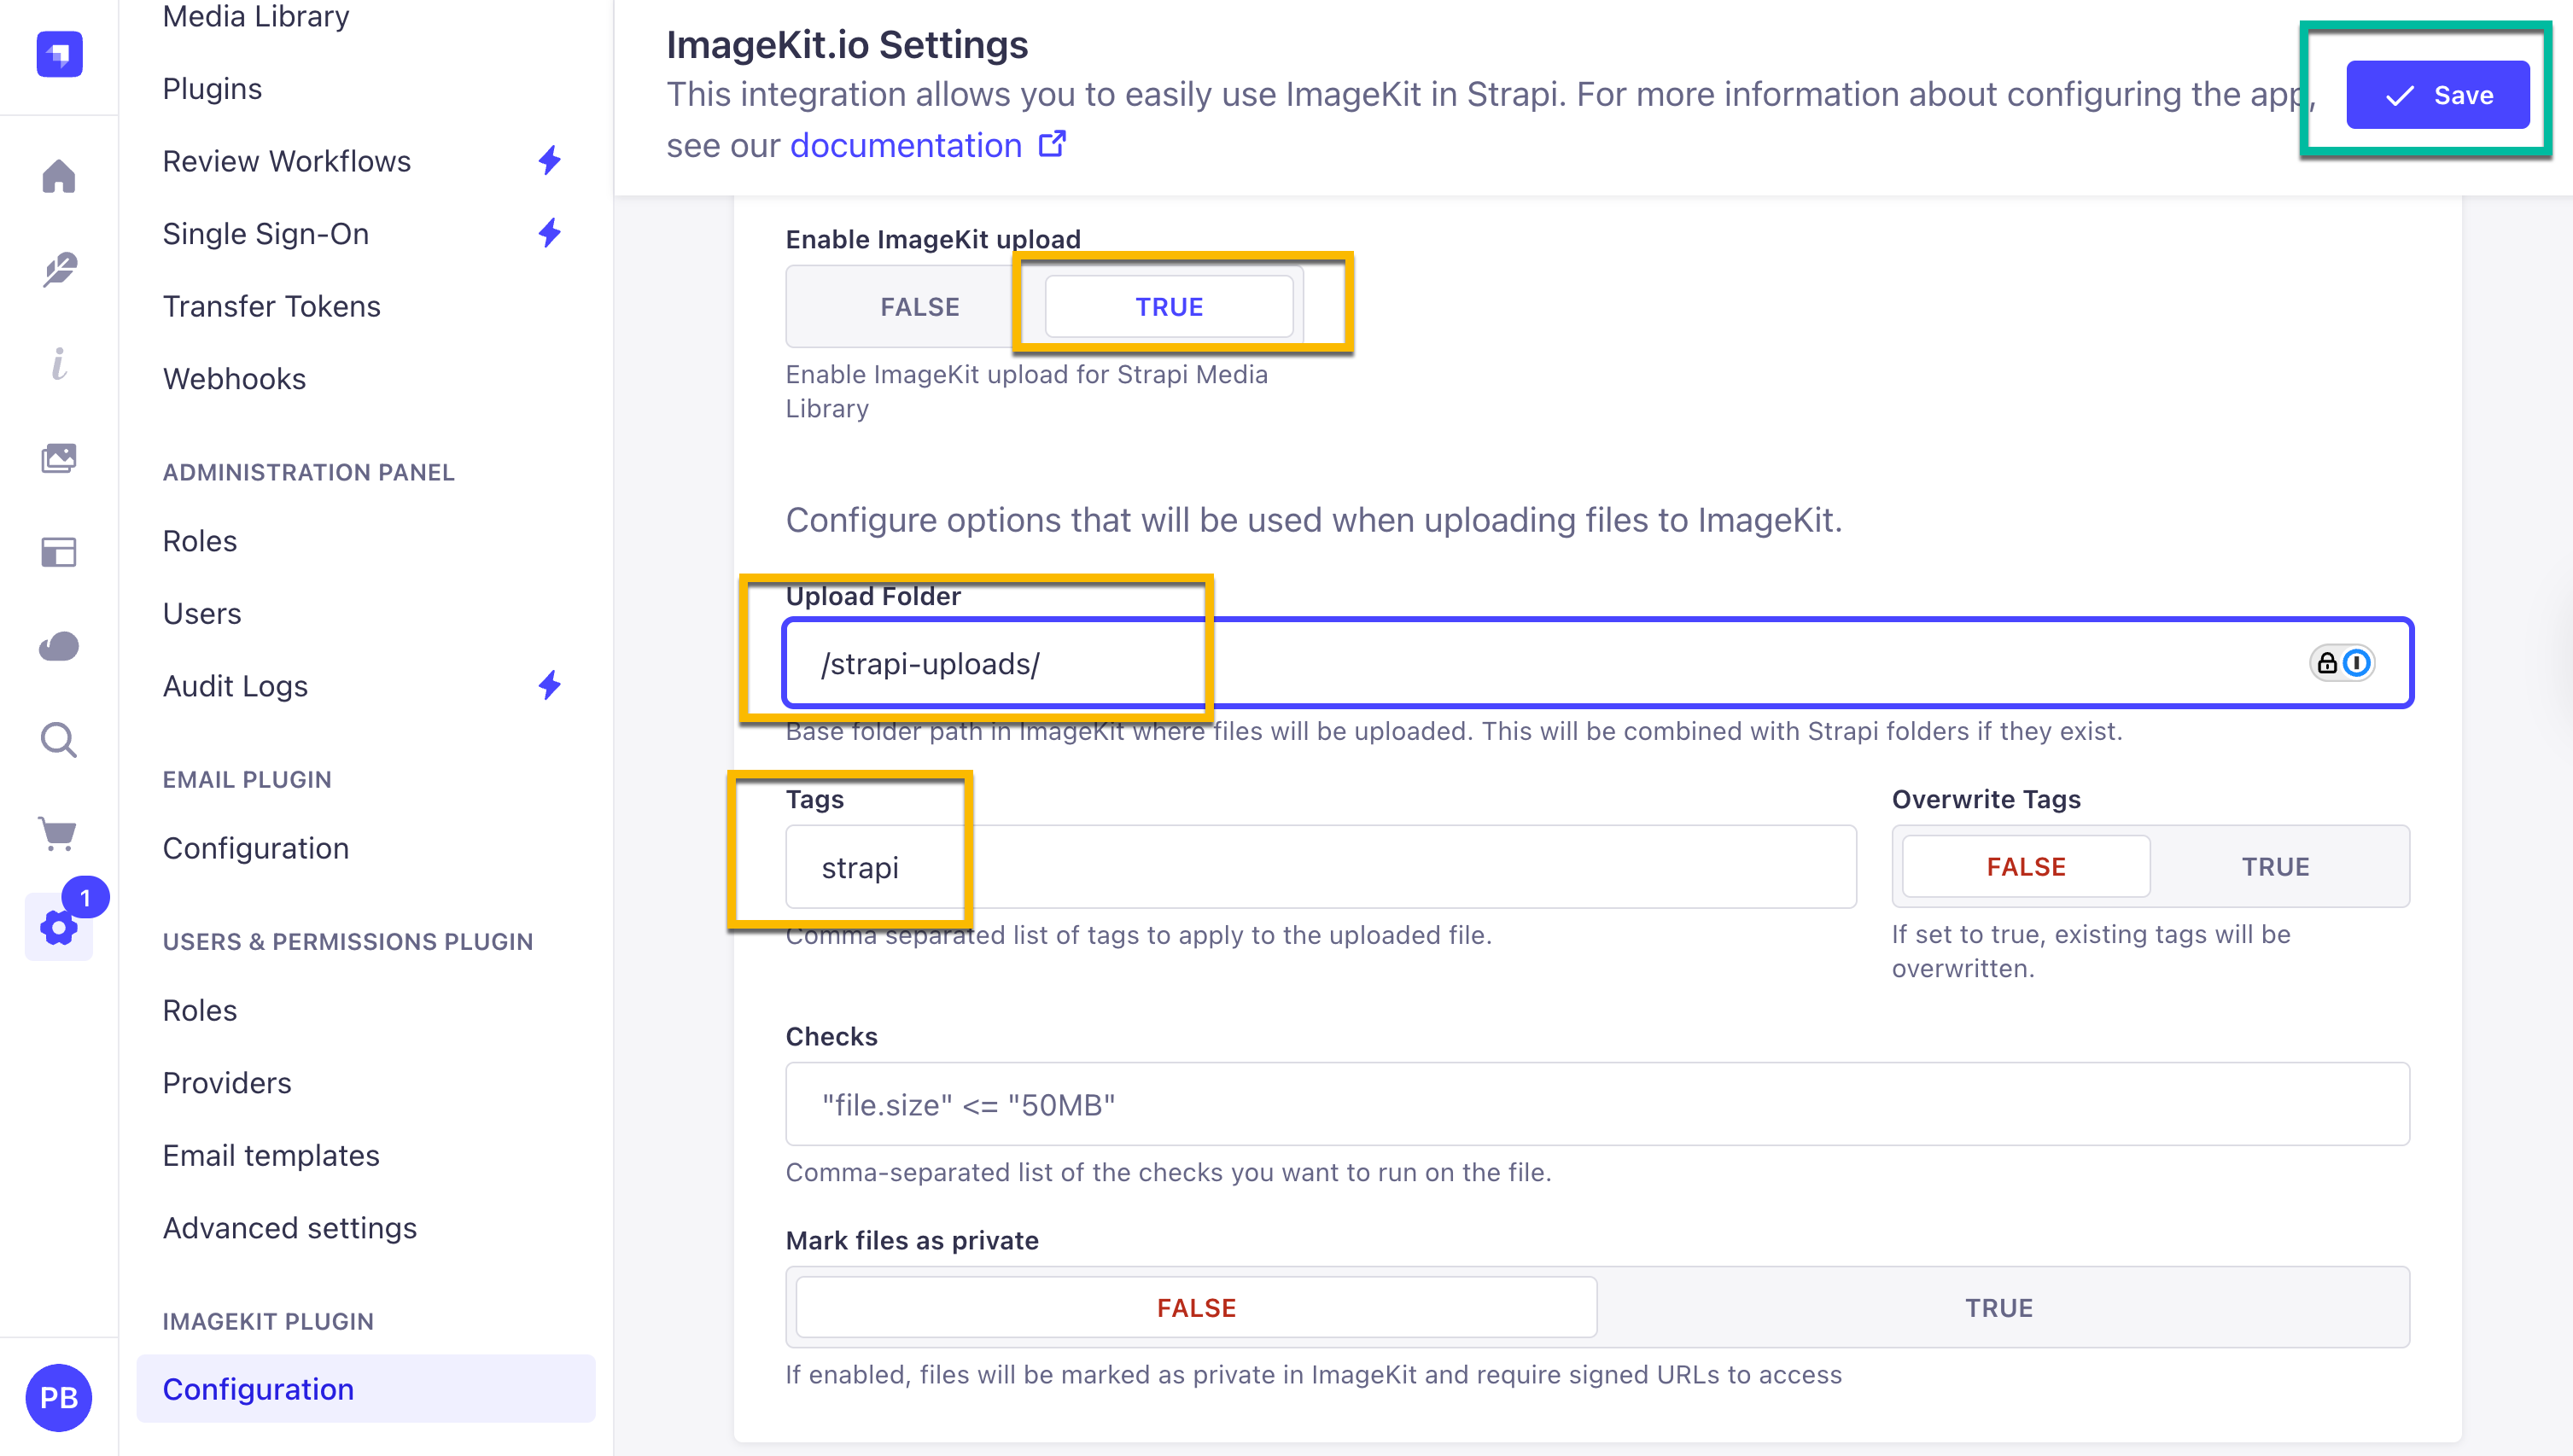 Media Library
Plugins
Review Workflows
Single Sign-On
Transfer Tokens
Webhooks
ADMINISTRATION PANEL
Roles
Users
Audit Logs
EMAIL PLUGIN
Configuration
USERS & PERMISSIONS PLUGIN
Roles
Providers
Email templates
Advanced settings
IMAGEKIT PLUGIN
Configuration
1
PB
ImageKit.io Settings
This integration allows you to easily use ImageKit in Strapi. For more information about configuring the app,
see our documentation
Save
Enable ImageKit upload
FALSE TRUE
Enable ImageKit upload for Strapi Media
Library
Configure options that will be used when uploading files to ImageKit.
Upload Folder
/strapi-uploads/
Base folder path in ImageKit where files will be uploaded. This will be combined with Strapi folders if they exist.
Tags
strapi
Comma separated list of tags to apply to the uploaded file.
Overwrite Tags
FALSE TRUE
If set to true, existing tags will be
overwritten.
Checks
"file.size" <= "50MB"
Comma-separated list of the checks you want to run on the file.
Mark files as private
FALSE TRUE
If enabled, files will be marked as private in ImageKit and require signed URLs to access